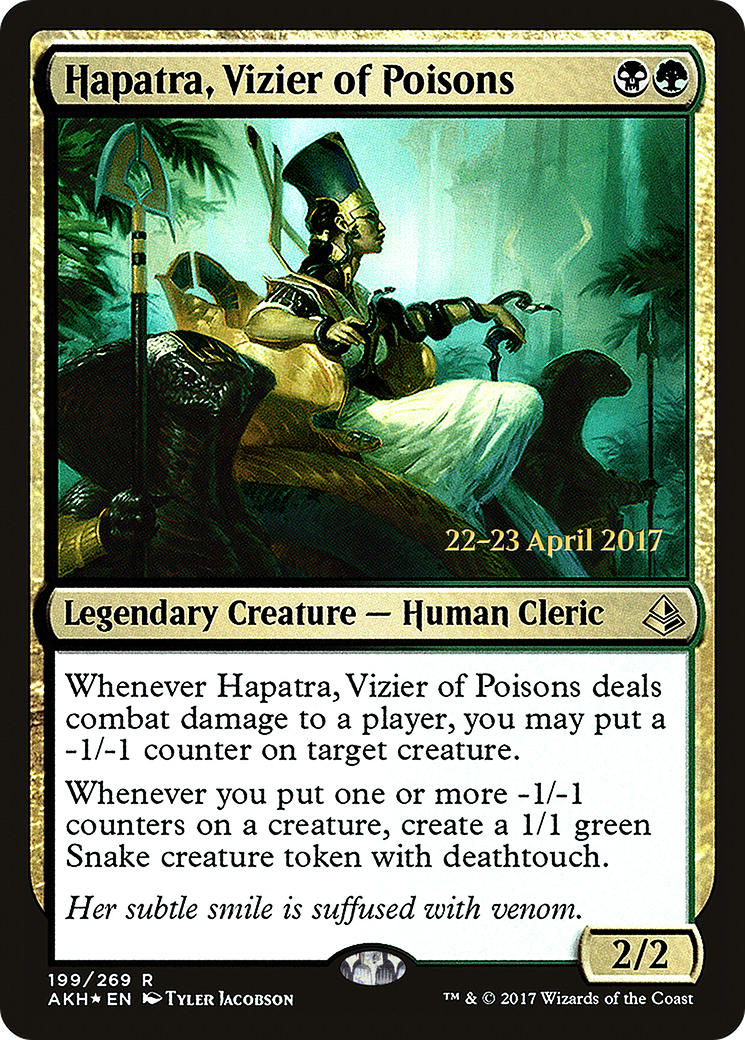 Hapatra, Vizier of Poisons
22–23 April 2017
Legendary Creature — Human Cleric
Whenever Hapatra, Vizier of Poisons deals
combat damage to a player, you may put a
-1/-1 counter on target creature.
Whenever you put one or more -1/-1
counters on a creature, create a 1/1 green
Snake creature token with deathtouch.
Her subtle smile is suffused with venom.
2/2
199/269 R
AKH★EN Tyler Jacobson
™ & © 2017 Wizards of the Coast